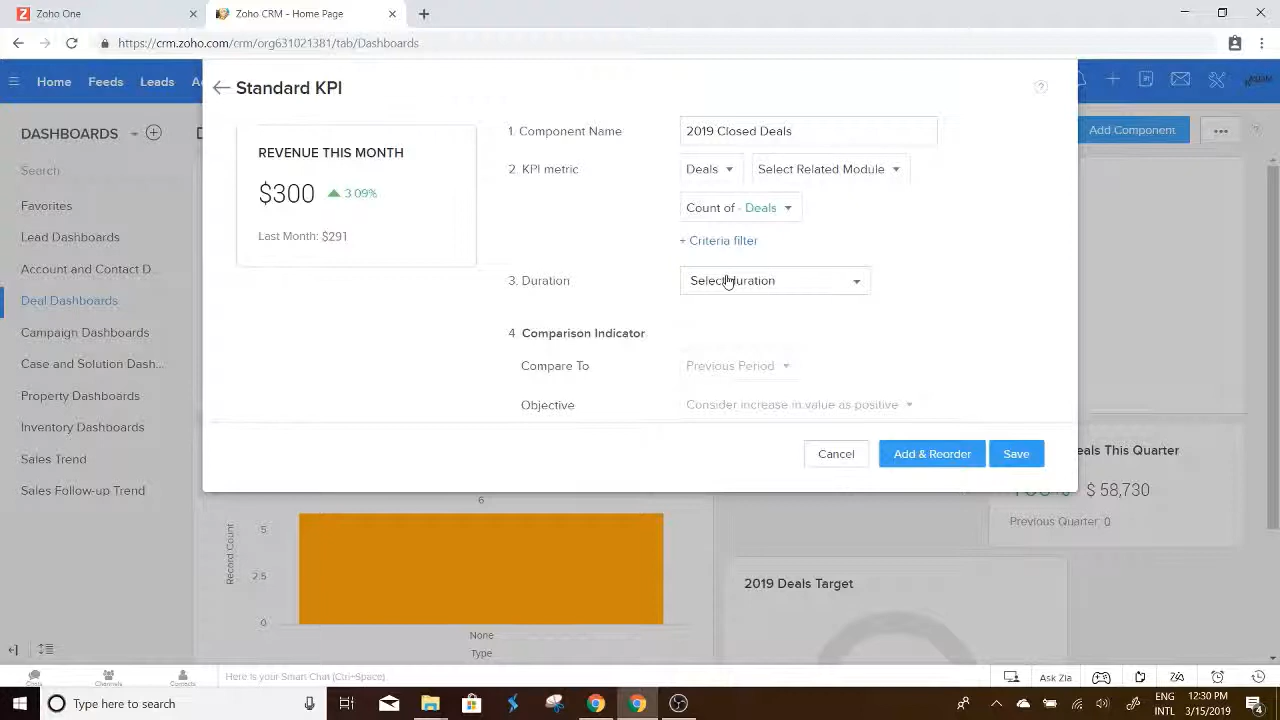 Zoho One
Zoho CRM - Home Page
https://crm.zoho.com/crm/org631021381/tab/Dashboards
Home
Feeds
Leads
Standard KPI
DASHBOARDS
Search
Favorites
Lead Dashboards
Account and Contact D...
Deal Dashboards
Campaign Dashboards
Case and Solution Dash...
Property Dashboards
Inventory Dashboards
Sales Trend
Sales Follow-up Trend
REVENUE THIS MONTH
$300 3.09%
Last Month: $291
1. Component Name
2019 Closed Deals
2. KPI metric
Deals
Select Related Module
Count of - Deals
+ Criteria filter
3. Duration
Select duration
4 Comparison Indicator
Compare To
Previous Period
Objective
Consider increase in value as positive
Cancel
Add & Reorder
Save
Add Component
...
eals This Quarter
$ 58,730
Previous Quarter: 0
2019 Deals Target
6
Record Count
5
2.5
0
None
Type
Chats
Channels
Contacts
Here is your Smart Chat (Ctrl+Space)
Ask Zia
Type here to search
ENG
INTL
12:30 PM
3/15/2019
4